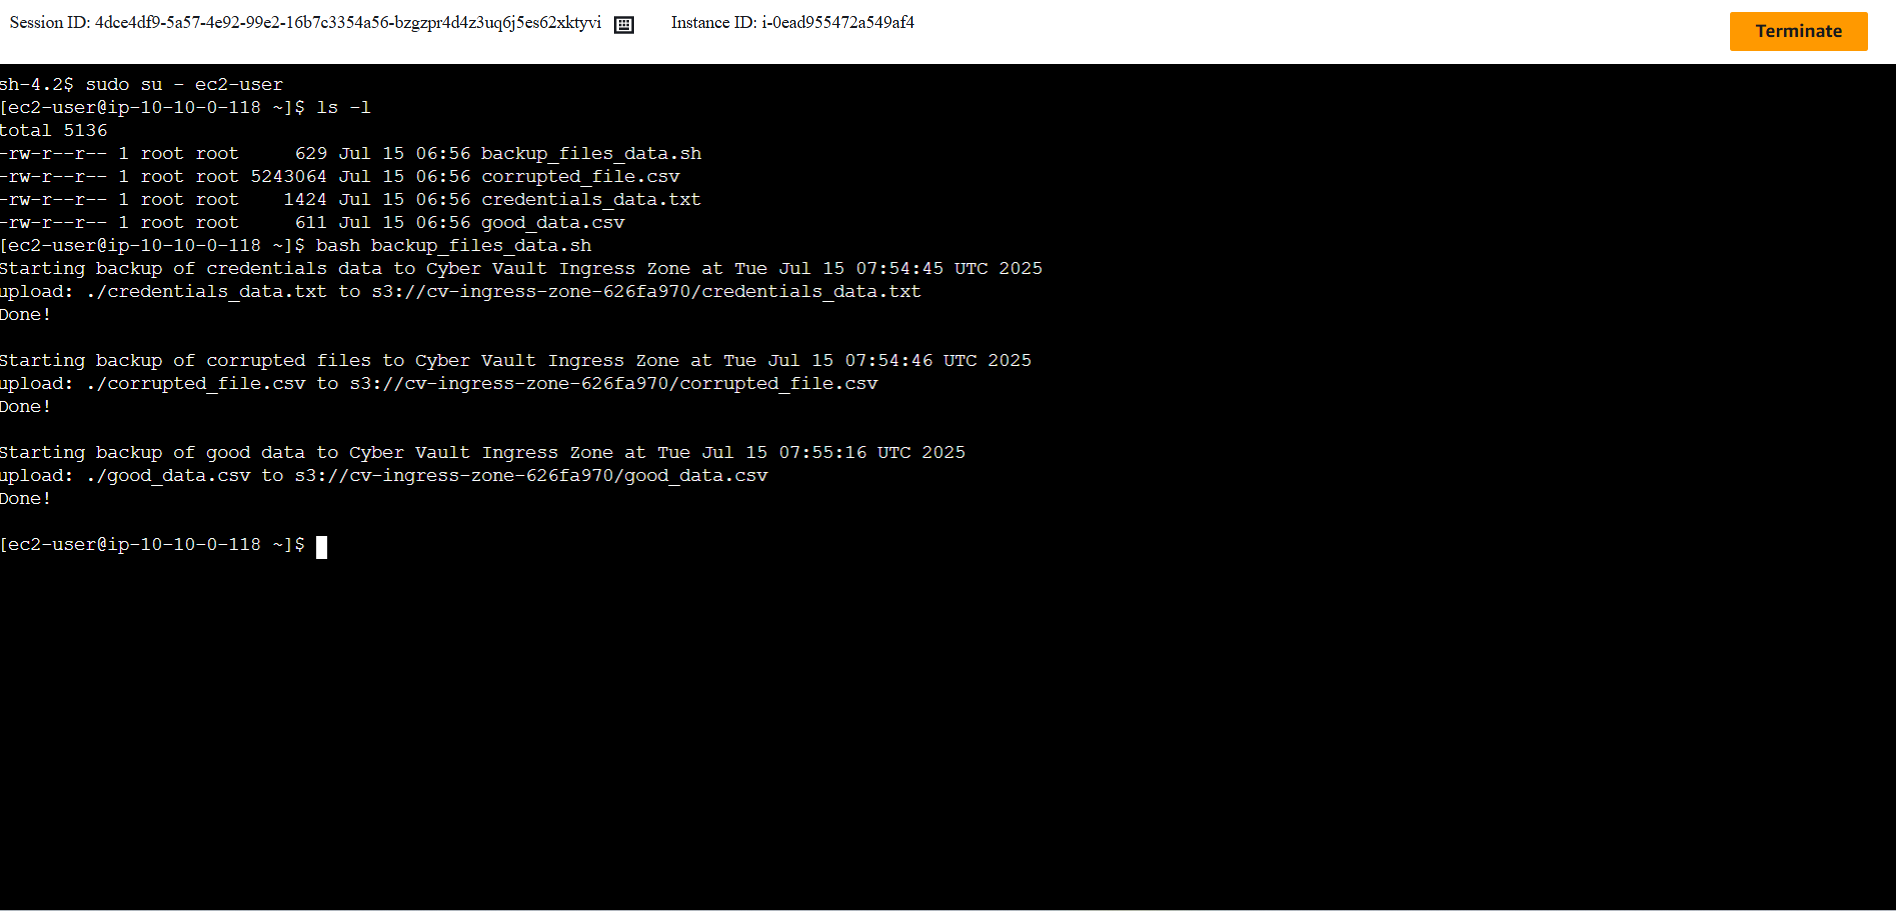 Session ID: 4dce4df9-5a57-4e92-99e2-16b7c3354a56-bzgzpr4d4z3uq6j5es62xktyvi Instance ID: i-0ead955472a549af4 Terminate
sh-4.2$ sudo su - ec2-user
[ec2-user@ip-10-10-0-118 ~]$ ls -l
total 5136
-rw-r--r-- 1 root root     629 Jul 15 06:56 backup_files_data.sh
-rw-r--r-- 1 root root 5243064 Jul 15 06:56 corrupted_file.csv
-rw-r--r-- 1 root root    1424 Jul 15 06:56 credentials_data.txt
-rw-r--r-- 1 root root     611 Jul 15 06:56 good_data.csv
[ec2-user@ip-10-10-0-118 ~]$ bash backup_files_data.sh
Starting backup of credentials data to Cyber Vault Ingress Zone at Tue Jul 15 07:54:45 UTC 2025
upload: ./credentials_data.txt to s3://cv-ingress-zone-626fa970/credentials_data.txt
Done!
Starting backup of corrupted files to Cyber Vault Ingress Zone at Tue Jul 15 07:54:46 UTC 2025
upload: ./corrupted_file.csv to s3://cv-ingress-zone-626fa970/corrupted_file.csv
Done!
Starting backup of good data to Cyber Vault Ingress Zone at Tue Jul 15 07:55:16 UTC 2025
upload: ./good_data.csv to s3://cv-ingress-zone-626fa970/good_data.csv
Done!
[ec2-user@ip-10-10-0-118 ~]$